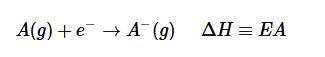 A(g) + e⁻ → A⁻(g) ΔH ≡ EA